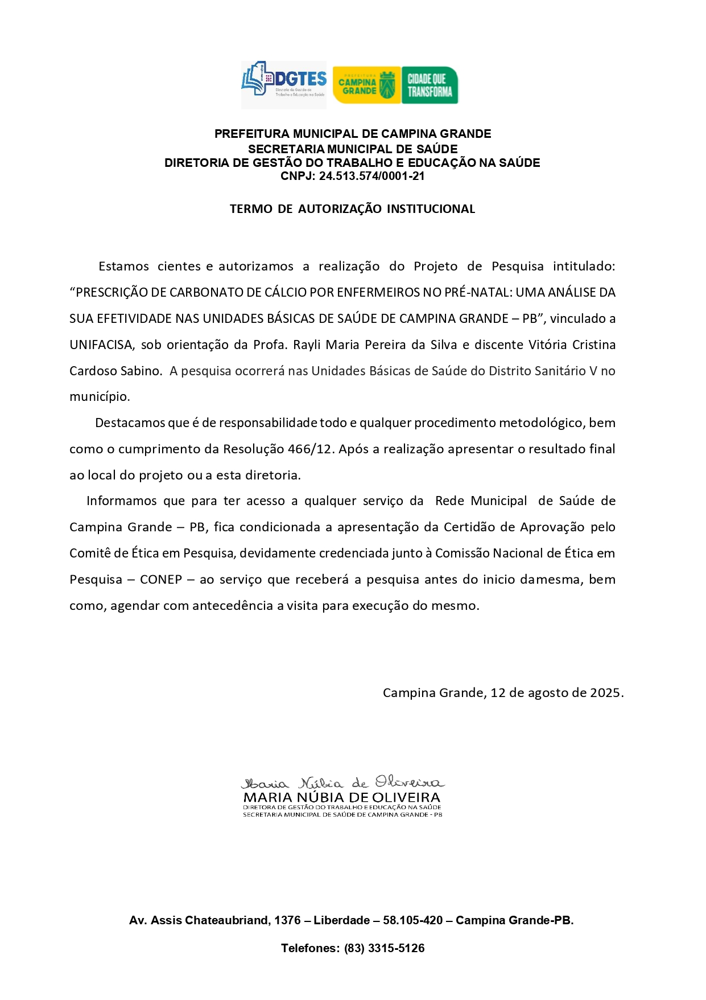 DGTES
Diretoria de Gestão do
Trabalho e Educação na Saúde
PREFEITURA
CAMPINA
GRANDE
CIDADE QUE
TRANSFORMA
PREFEITURA MUNICIPAL DE CAMPINA GRANDE
SECRETARIA MUNICIPAL DE SAÚDE
DIRETORIA DE GESTÃO DO TRABALHO E EDUCAÇÃO NA SAÚDE
CNPJ: 24.513.574/0001-21
TERMO DE AUTORIZAÇÃO INSTITUCIONAL
Estamos cientes e autorizamos a realização do Projeto de Pesquisa intitulado:
“PRESCRIÇÃO DE CARBONATO DE CÁLCIO POR ENFERMEIROS NO PRÉ-NATAL: UMA ANÁLISE DA
SUA EFETIVIDADE NAS UNIDADES BÁSICAS DE SAÚDE DE CAMPINA GRANDE – PB”, vinculado a
UNIFACISA, sob orientação da Profa. Rayli Maria Pereira da Silva e discente Vitória Cristina
Cardoso Sabino. A pesquisa ocorrerá nas Unidades Básicas de Saúde do Distrito Sanitário V no
município.
Destacamos que é de responsabilidade todo e qualquer procedimento metodológico, bem
como o cumprimento da Resolução 466/12. Após a realização apresentar o resultado final
ao local do projeto ou a esta diretoria.
Informamos que para ter acesso a qualquer serviço da Rede Municipal de Saúde de
Campina Grande – PB, fica condicionada a apresentação da Certidão de Aprovação pelo
Comitê de Ética em Pesquisa, devidamente credenciada junto à Comissão Nacional de Ética em
Pesquisa – CONEP – ao serviço que receberá a pesquisa antes do inicio damesma, bem
como, agendar com antecedência a visita para execução do mesmo.
Campina Grande, 12 de agosto de 2025.
Maria Núbia de Oliveira
MARIA NÚBIA DE OLIVEIRA
DIRETORA DE GESTÃO DO TRABALHO E EDUCAÇÃO NA SAÚDE
SECRETARIA MUNICIPAL DE SAÚDE DE CAMPINA GRANDE - PB
Av. Assis Chateaubriand, 1376 – Liberdade – 58.105-420 – Campina Grande-PB.
Telefones: (83) 3315-5126